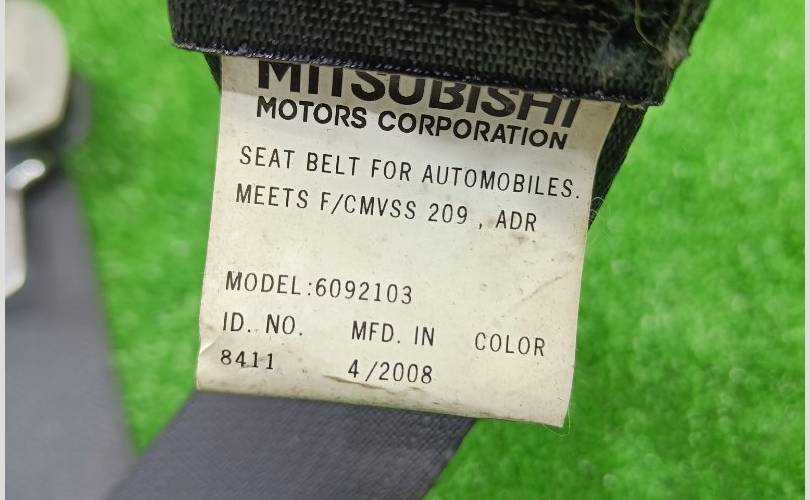 MITSUBISHI
MOTORS CORPORATION
SEAT BELT FOR AUTOMOBILES.
MEETS F/CMVSS 209 , ADR
MODEL:6092103
ID. NO. MFD. IN COLOR
8411 4/2008